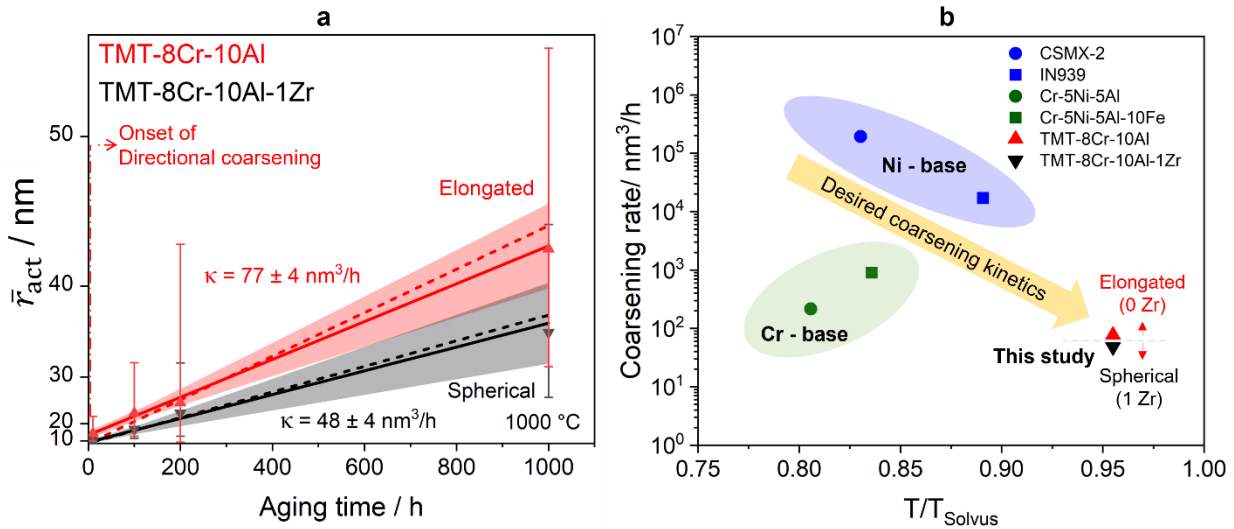 a
TMT-8Cr-10Al
TMT-8Cr-10Al-1Zr
Onset of
Directional coarsening
Elongated
κ = 77 ± 4 nm³/h
Spherical
κ = 48 ± 4 nm³/h
1000 °C
r̄act / nm
50
40
30
20
10
0 200 400 600 800 1000
Aging time / h
b
Coarsening rate/ nm³/h
10⁷
10⁶
10⁵
10⁴
10³
10²
10¹
10⁰
CSMX-2
IN939
Cr-5Ni-5Al
Cr-5Ni-5Al-10Fe
TMT-8Cr-10Al
TMT-8Cr-10Al-1Zr
Ni - base
Desired coarsening kinetics
Cr - base
Elongated
(0 Zr)
This study
Spherical
(1 Zr)
0.75 0.80 0.85 0.90 0.95 1.00
T/TSolvus